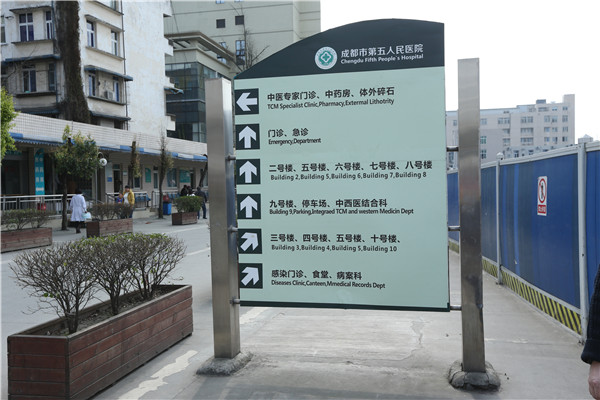 成都市第五人民医院
Chengdu Fifth People's Hospital
中医专家门诊、中药房、体外碎石
TCM Specialist Clinic,Pharmacy,Extermal Lithotrity
门诊、急诊
Emergency,Department
二号楼、五号楼、六号楼、七号楼、八号楼
Building 2,Building 5,Building 6,Building 7,Building 8
九号楼、停车场、中西医结合科
Building 9,Parking,Integraed TCM and western Medicin Dept
三号楼、四号楼、五号楼、十号楼、
Building 3,Building 4,Building 5,Building 10
感染门诊、食堂、病案科
Diseases Clinic,Canteen,Mmedical Records Dept